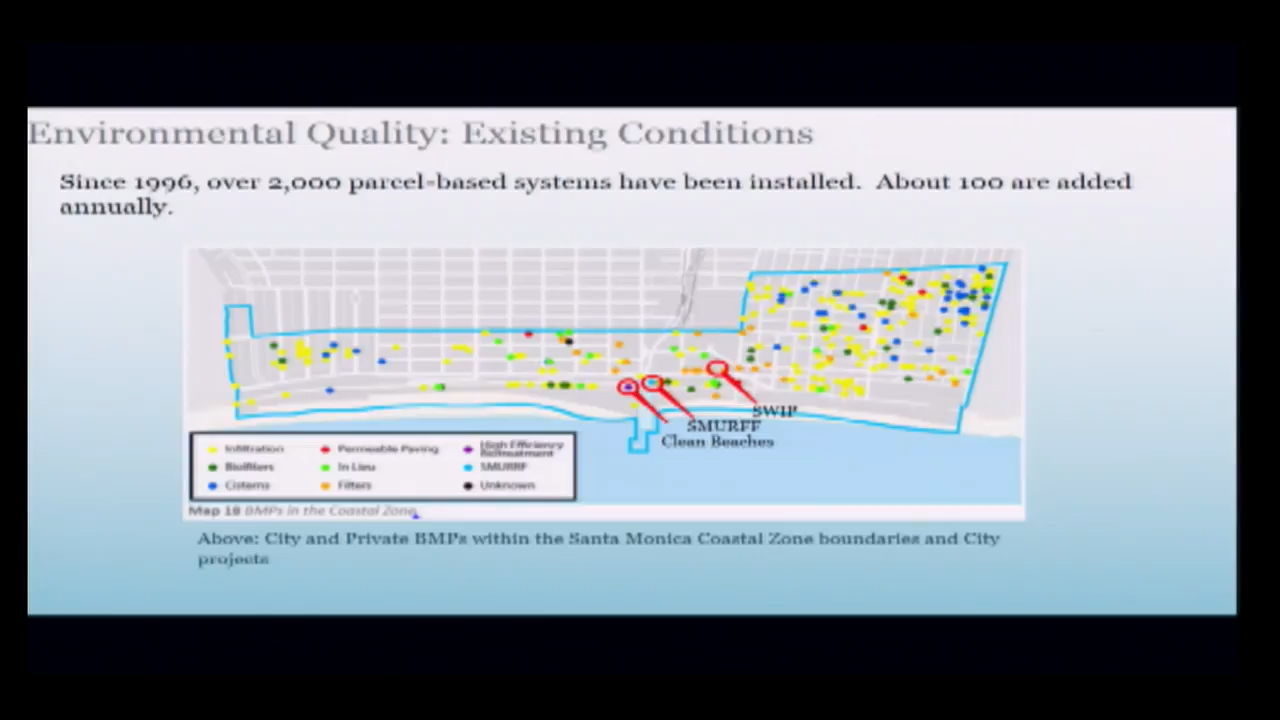 Environmental Quality: Existing Conditions
Since 1996, over 2,000 parcel-based systems have been installed.  About 100 are added
annually.
SWIP
SMURFF
Clean Beaches
Infiltration
Permeable Paving
High Efficiency
Biofilters
In Lieu
SMURRF
Cisterns
Filters
Unknown
Map 18 BMPs in the Coastal Zone
Above: City and Private BMPs within the Santa Monica Coastal Zone boundaries and City
projects